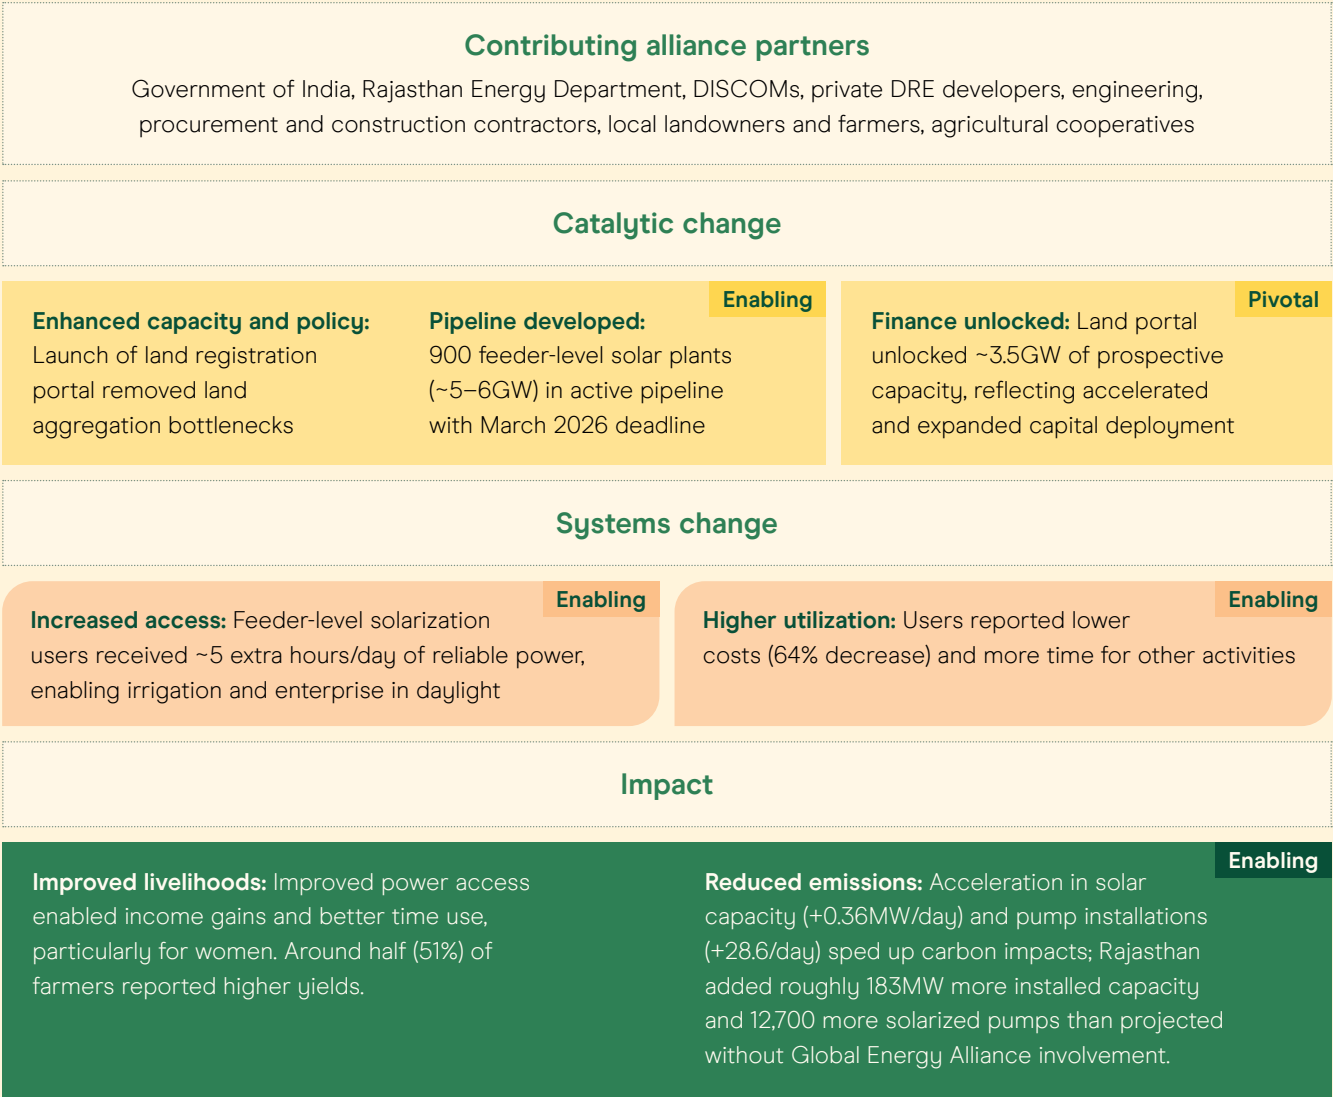 Contributing alliance partners
Government of India, Rajasthan Energy Department, DISCOMs, private DRE developers, engineering,
procurement and construction contractors, local landowners and farmers, agricultural cooperatives
Catalytic change
Enabling
Enhanced capacity and policy:
Launch of land registration
portal removed land
aggregation bottlenecks
Pipeline developed:
900 feeder-level solar plants
(~5–6GW) in active pipeline
with March 2026 deadline
Pivotal
Finance unlocked: Land portal
unlocked ~3.5GW of prospective
capacity, reflecting accelerated
and expanded capital deployment
Systems change
Enabling
Increased access: Feeder-level solarization
users received ~5 extra hours/day of reliable power,
enabling irrigation and enterprise in daylight
Enabling
Higher utilization: Users reported lower
costs (64% decrease) and more time for other activities
Impact
Enabling
Improved livelihoods: Improved power access
enabled income gains and better time use,
particularly for women. Around half (51%) of
farmers reported higher yields.
Reduced emissions: Acceleration in solar
capacity (+0.36MW/day) and pump installations
(+28.6/day) sped up carbon impacts; Rajasthan
added roughly 183MW more installed capacity
and 12,700 more solarized pumps than projected
without Global Energy Alliance involvement.